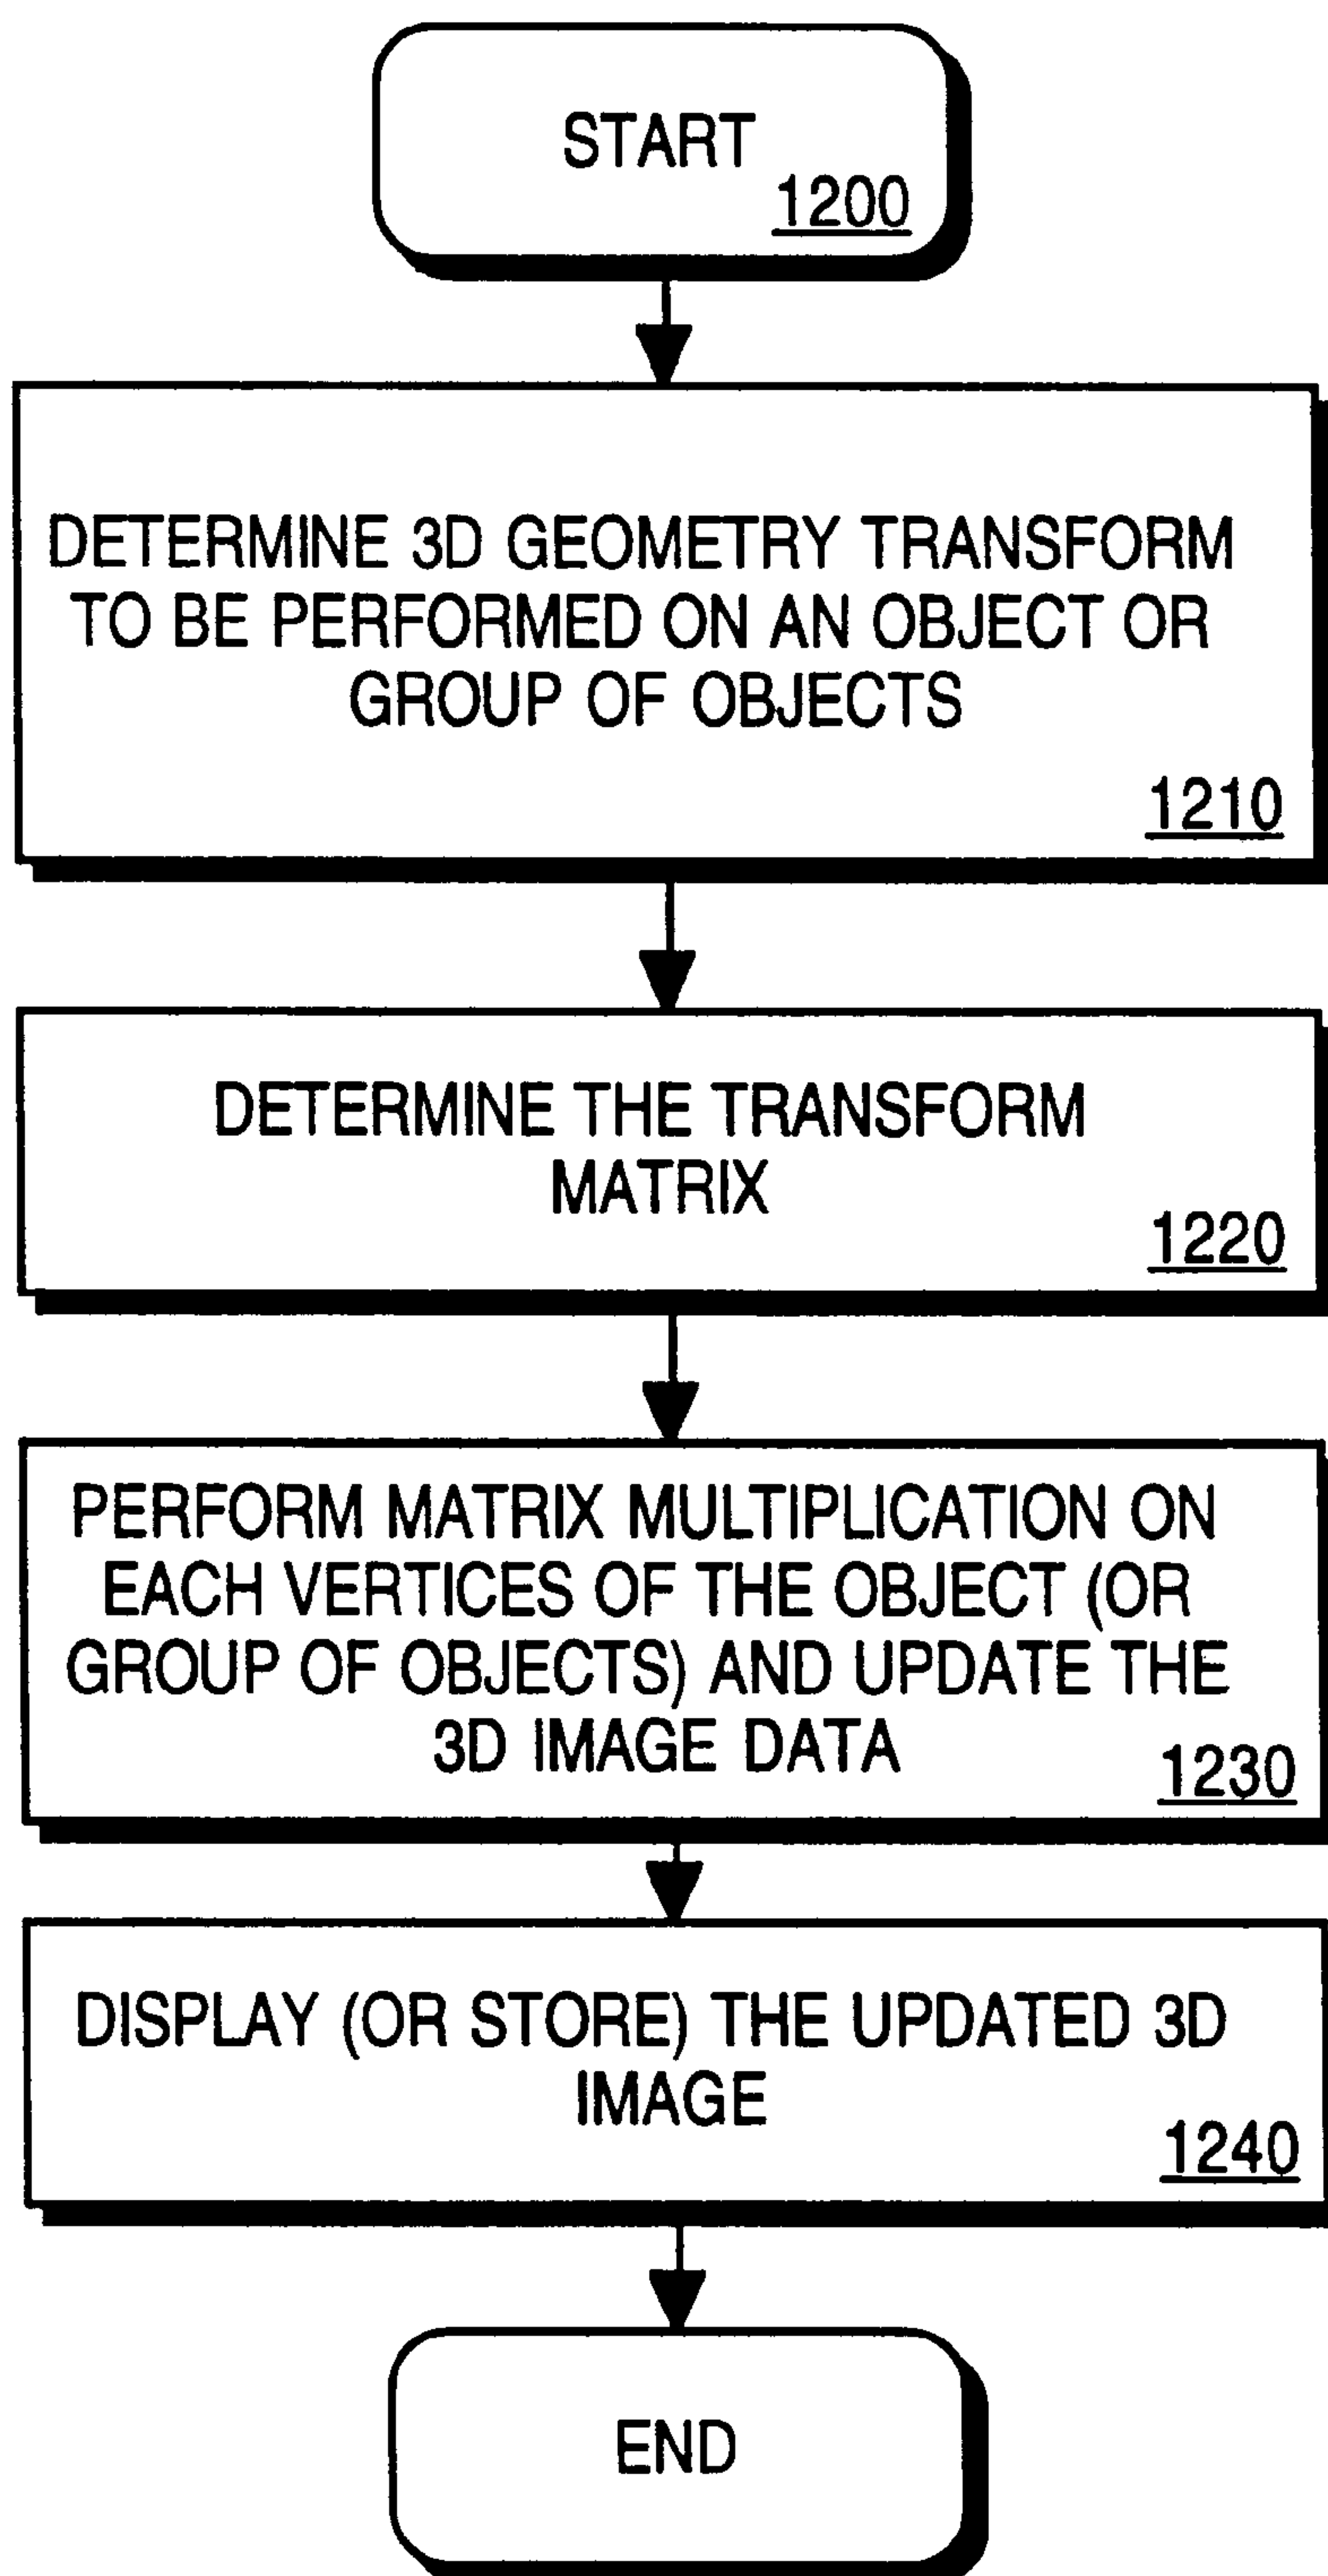 START
1200
DETERMINE 3D GEOMETRY TRANSFORM
TO BE PERFORMED ON AN OBJECT OR
GROUP OF OBJECTS
1210
DETERMINE THE TRANSFORM
MATRIX
1220
PERFORM MATRIX MULTIPLICATION ON
EACH VERTICES OF THE OBJECT (OR
GROUP OF OBJECTS) AND UPDATE THE
3D IMAGE DATA
1230
DISPLAY (OR STORE) THE UPDATED 3D
IMAGE
1240
END